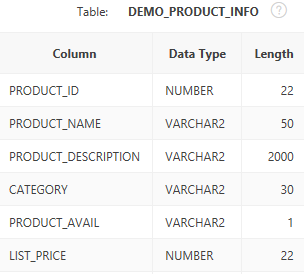 Table: DEMO_PRODUCT_INFO ?
Column Data Type Length
PRODUCT_ID NUMBER 22
PRODUCT_NAME VARCHAR2 50
PRODUCT_DESCRIPTION VARCHAR2 2000
CATEGORY VARCHAR2 30
PRODUCT_AVAIL VARCHAR2 1
LIST_PRICE NUMBER 22